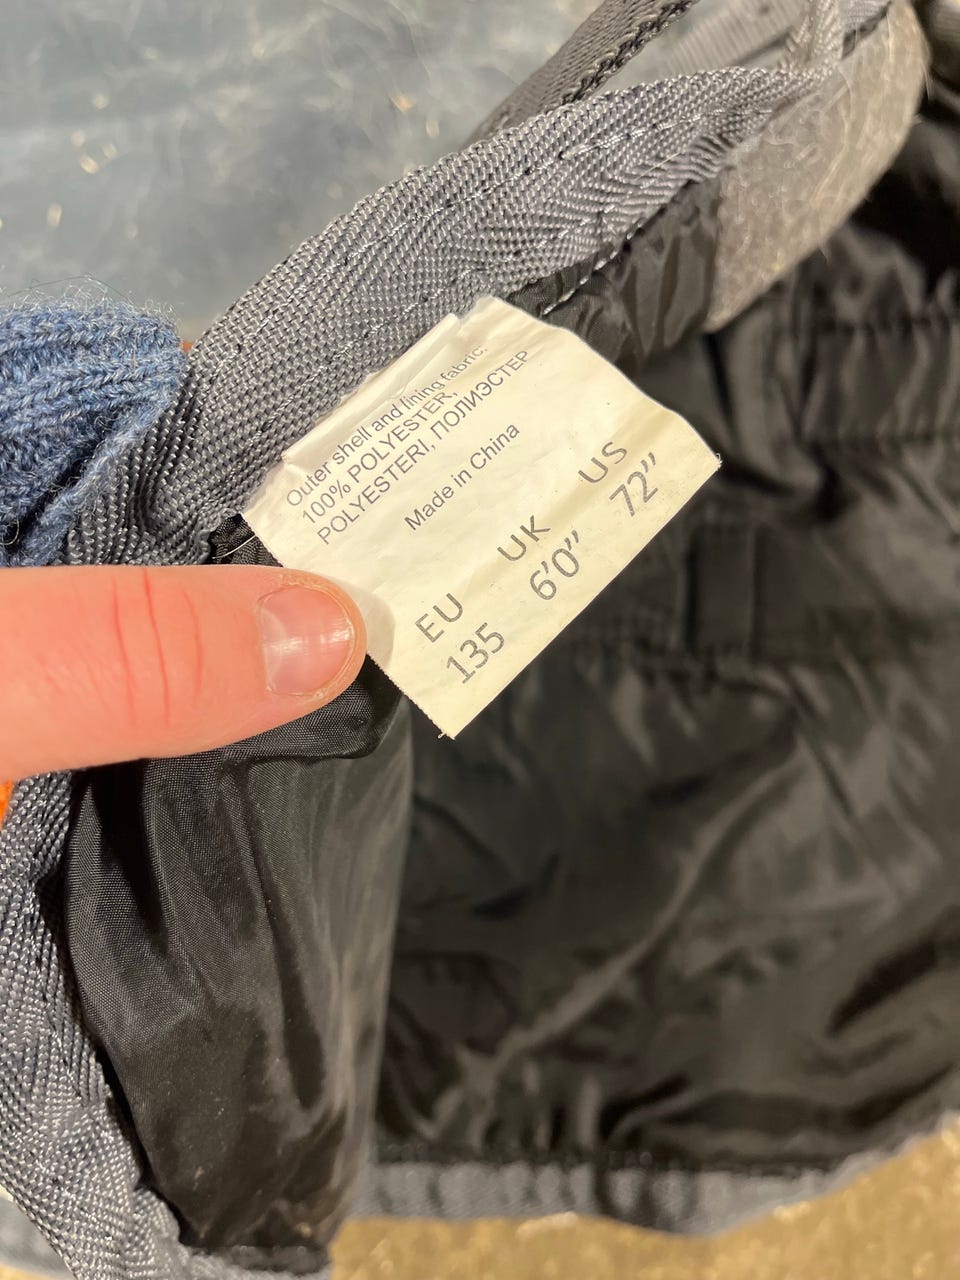 Outer shell and lining fabric:
100% POLYESTER,
POLYESTERI, ПОЛИЭСТЕР
Made in China
EU UK US
135 6'0” 72”